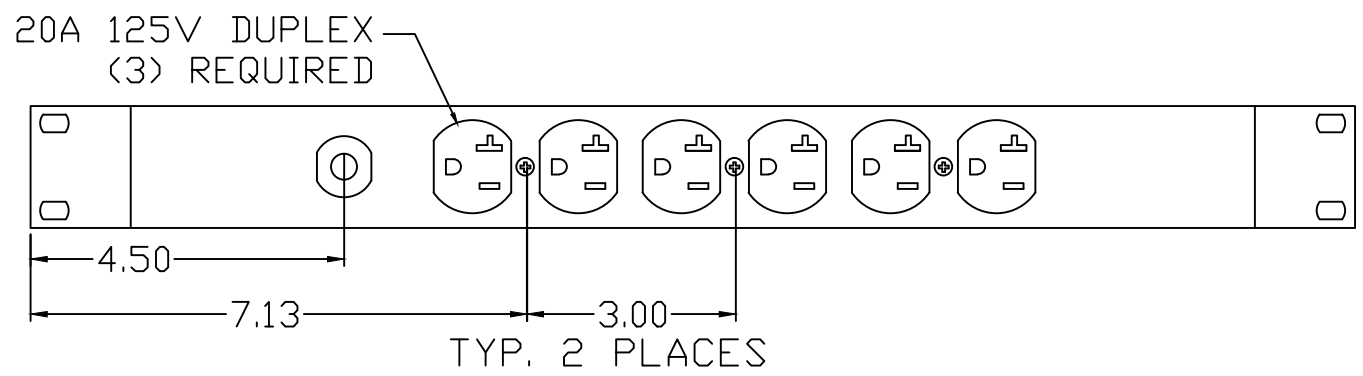 20A 125V DUPLEX
(3) REQUIRED
4.50
7.13
3.00
TYP. 2 PLACES